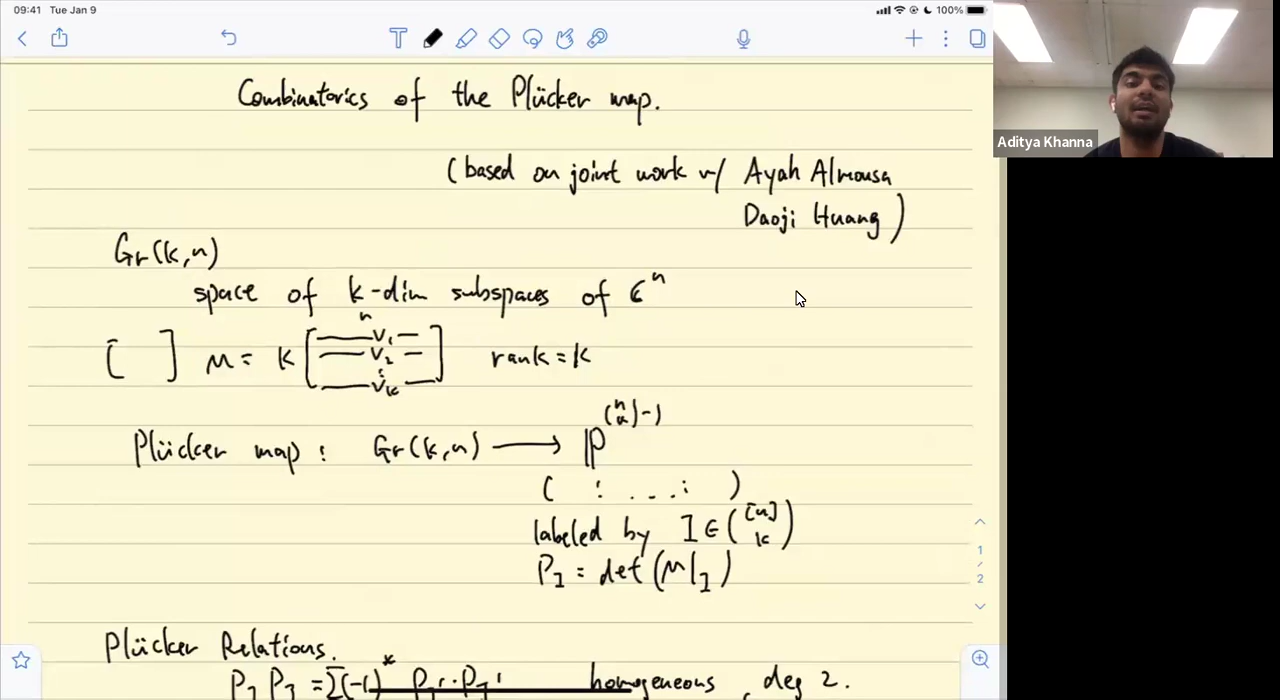 09:41 Tue Jan 9
100%
Aditya Khanna
Combinatorics of the Plücker map.
(based on joint work w/ Ayah Almousa
Daoji Huang)
Gr(k,n)
space of k-dim subspaces of ℂⁿ
n
[ ] M = k [ — v₁ — ] rank = k
— v₂ —
⋮
— vₖ —
Plücker map : Gr(k,n) ⟶ ℙ^((n k)-1)
( : ... : )
labeled by I ∈ ([n] k)
P_I = det(M|_I)
1
/
2
Plücker Relations.
P_I P_J = Σ(-1)^* P_I' · P_J' homogeneous, deg 2.